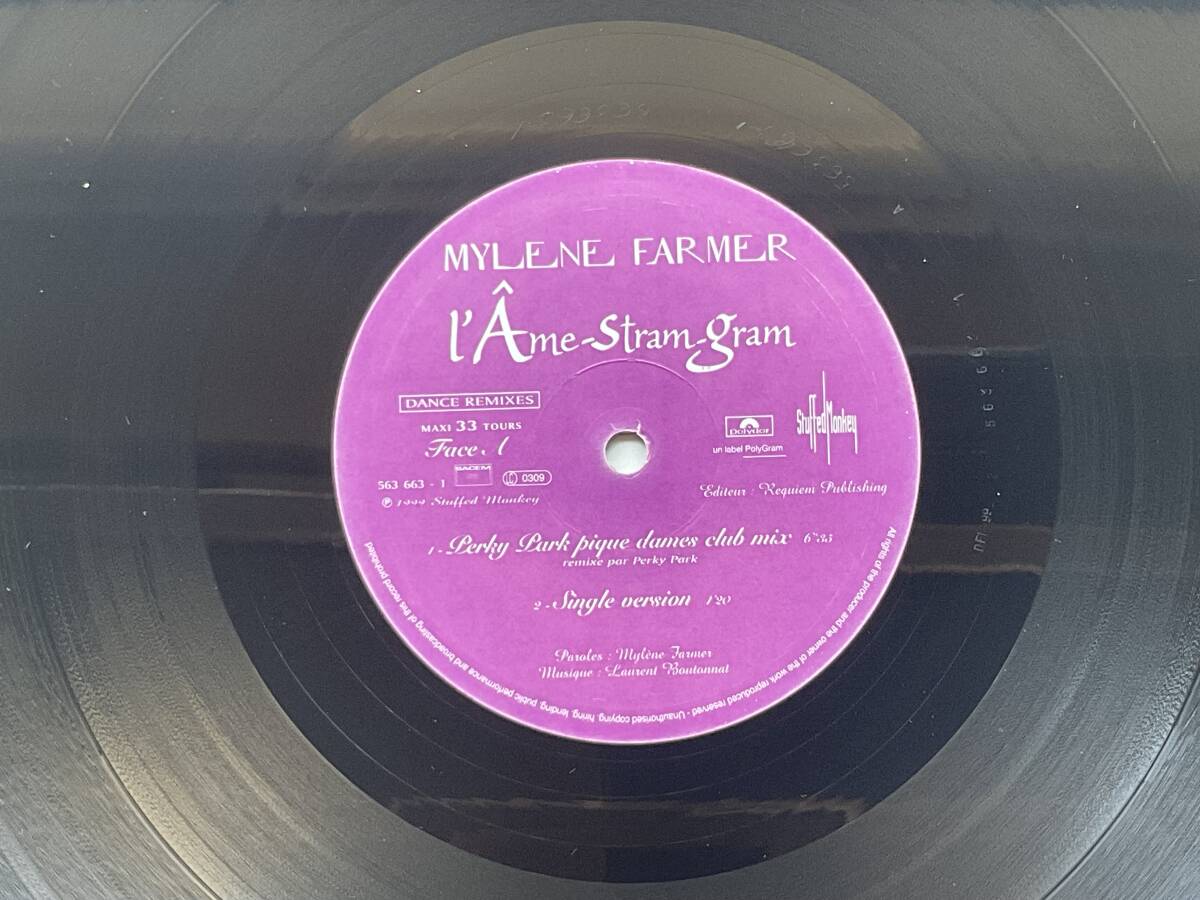 MYLENE FARMER
l'Âme-Stram-gram
DANCE REMIXES
MAXI 33 TOURS
Face A
563 663 - 1
SACEM
LC 0309
℗ 1999 Stuffed Monkey
Polydor
un label PolyGram
Stuffed Monkey
Editeur : Requiem Publishing
1 - Perky Park pique dames club mix 6'35
remixé par Perky Park
2 - Single version 4'20
Paroles : Mylène Farmer
Musique : Laurent Boutonnat
All rights of the producer and the owner of the work reproduced reserved - Unauthorised copying, hiring, lending, public performance and broadcasting of this record prohibited